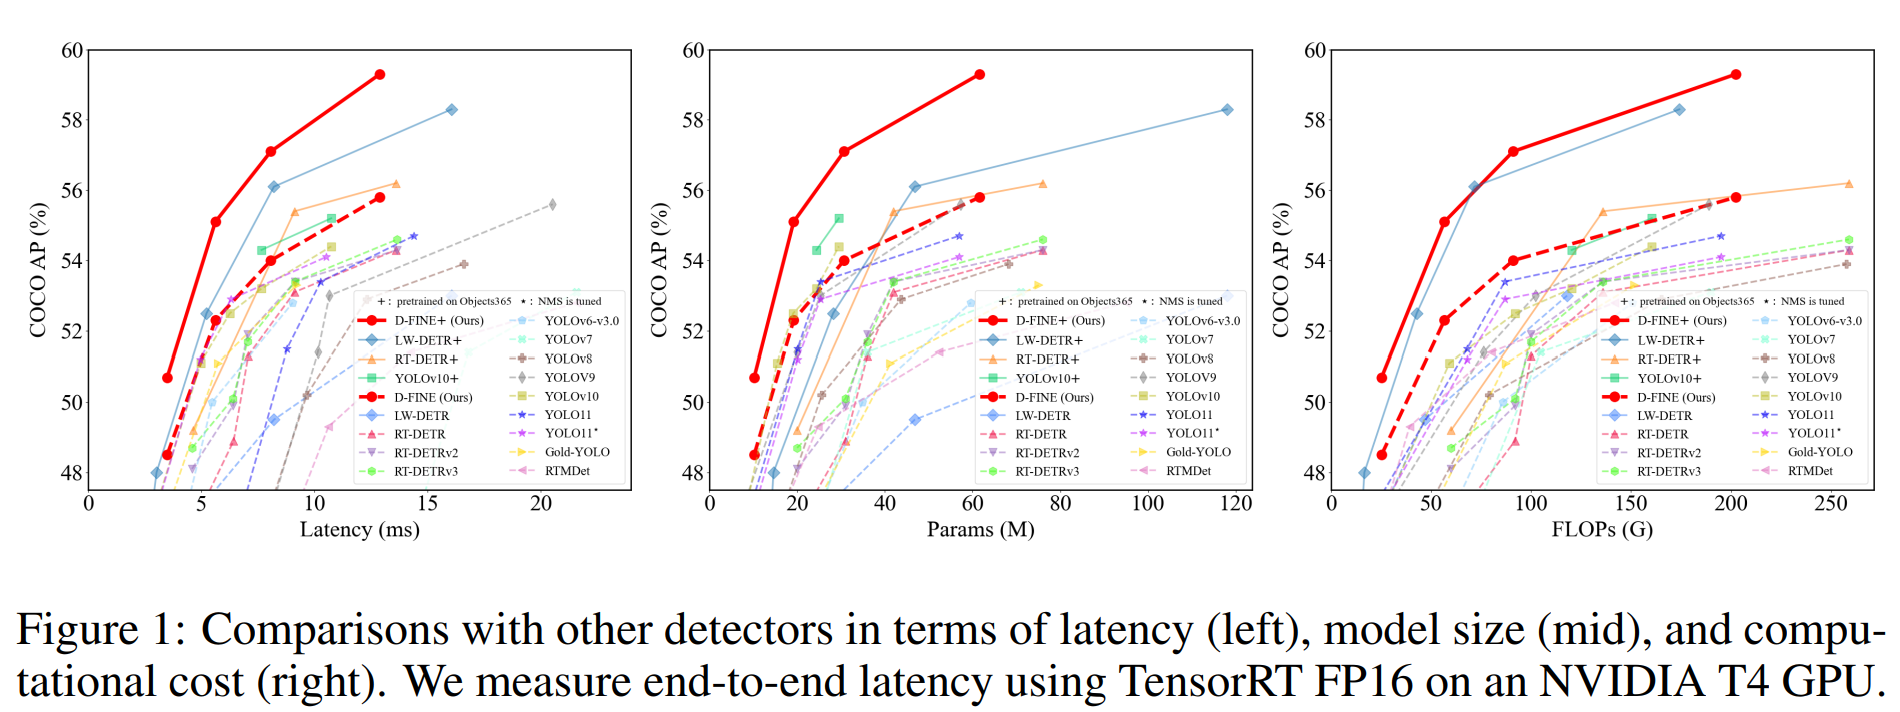 60
58
56
54
52
50
48
COCO AP (%)
0 5 10 15 20
Latency (ms)
+ : pretrained on Objects365 ⋆ : NMS is tuned
D-FINE+ (Ours)
LW-DETR+
RT-DETR+
YOLOv10+
D-FINE (Ours)
LW-DETR
RT-DETR
RT-DETRv2
RT-DETRv3
YOLOv6-v3.0
YOLOv7
YOLOv8
YOLOV9
YOLOv10
YOLO11
YOLO11*
Gold-YOLO
RTMDet
60
58
56
54
52
50
48
COCO AP (%)
0 20 40 60 80 100 120
Params (M)
+ : pretrained on Objects365 ⋆ : NMS is tuned
D-FINE+ (Ours)
LW-DETR+
RT-DETR+
YOLOv10+
D-FINE (Ours)
LW-DETR
RT-DETR
RT-DETRv2
RT-DETRv3
YOLOv6-v3.0
YOLOv7
YOLOv8
YOLOV9
YOLOv10
YOLO11
YOLO11*
Gold-YOLO
RTMDet
60
58
56
54
52
50
48
COCO AP (%)
0 50 100 150 200 250
FLOPs (G)
+ : pretrained on Objects365 ⋆ : NMS is tuned
D-FINE+ (Ours)
LW-DETR+
RT-DETR+
YOLOv10+
D-FINE (Ours)
LW-DETR
RT-DETR
RT-DETRv2
RT-DETRv3
YOLOv6-v3.0
YOLOv7
YOLOv8
YOLOV9
YOLOv10
YOLO11
YOLO11*
Gold-YOLO
RTMDet
Figure 1: Comparisons with other detectors in terms of latency (left), model size (mid), and compu-
tational cost (right). We measure end-to-end latency using TensorRT FP16 on an NVIDIA T4 GPU.